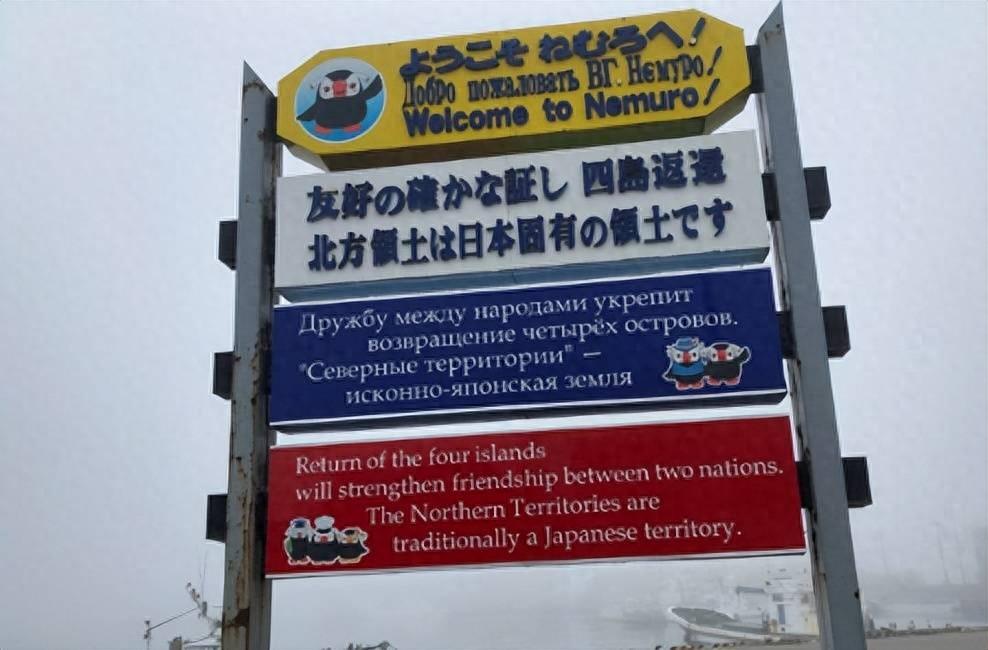 ようこそ ねむろへ!
Добро пожаловать ВГ. Немуро!
Welcome to Nemuro!
友好の確かな証し 四島返還
北方領土は日本固有の領土です
Дружбу между народами укрепит
возвращение четырёх островов.
"Северные территории" —
исконно-японская земля
Return of the four islands
will strengthen friendship between two nations.
The Northern Territories are
traditionally a Japanese territory.